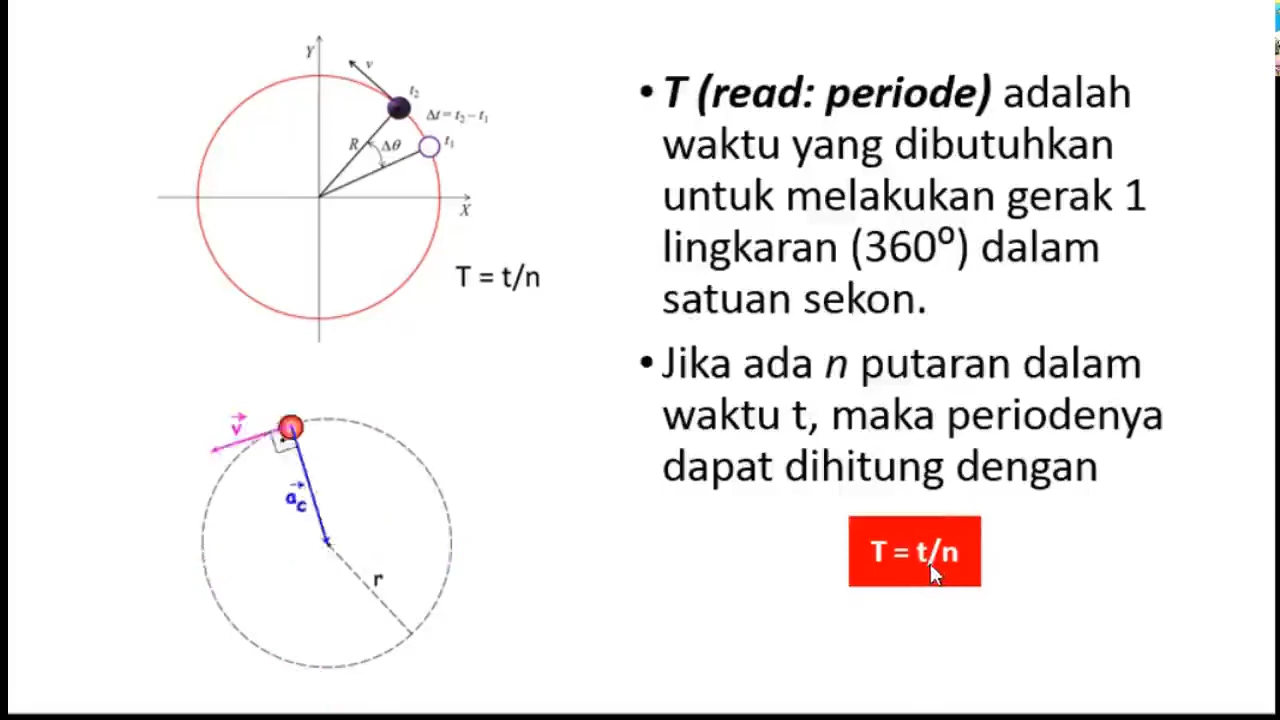 Y
v
t₂
Δt = t₂ – t₁
R
Δθ
t₁
X
T = t/n
v
a꜀
r
• T (read: periode) adalah
waktu yang dibutuhkan
untuk melakukan gerak 1
lingkaran (360⁰) dalam
satuan sekon.
• Jika ada n putaran dalam
waktu t, maka periodenya
dapat dihitung dengan
T = t/n